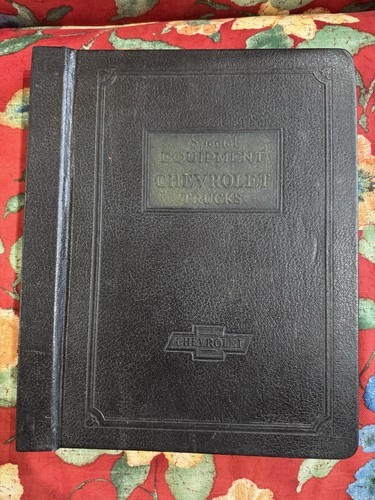 Special
EQUIPMENT
CHEVROLET
TRUCKS
CHEVROLET